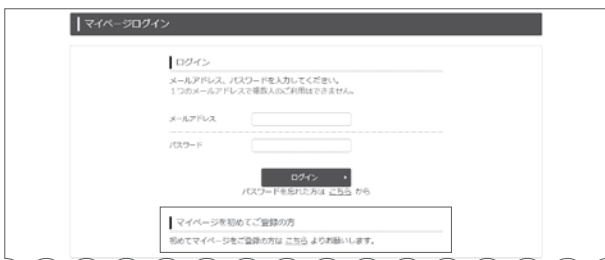 マイページログイン
ログイン
メールアドレス、パスワードを入力してください。
1つのメールアドレスで複数人のご利用はできません。
メールアドレス
パスワード
ログイン
パスワードを忘れた方は こちら から
マイページを初めてご登録の方
初めてマイページをご登録の方は こちら よりお願いします。